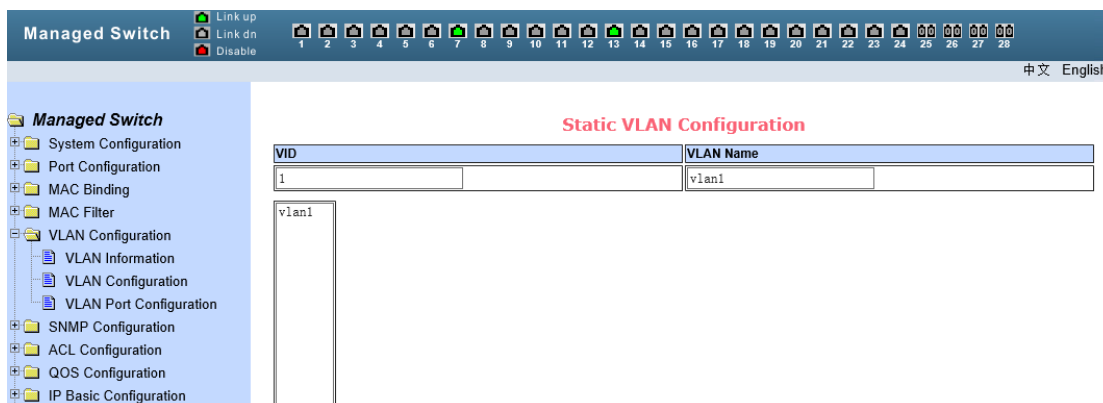 Managed Switch
Link up
Link dn
Disable
1 2 3 4 5 6 7 8 9 10 11 12 13 14 15 16 17 18 19 20 21 22 23 24 25 26 27 28
中文 English
Managed Switch
System Configuration
Port Configuration
MAC Binding
MAC Filter
VLAN Configuration
VLAN Information
VLAN Configuration
VLAN Port Configuration
SNMP Configuration
ACL Configuration
QOS Configuration
IP Basic Configuration
Static VLAN Configuration
VID VLAN Name
1 vlan1
vlan1